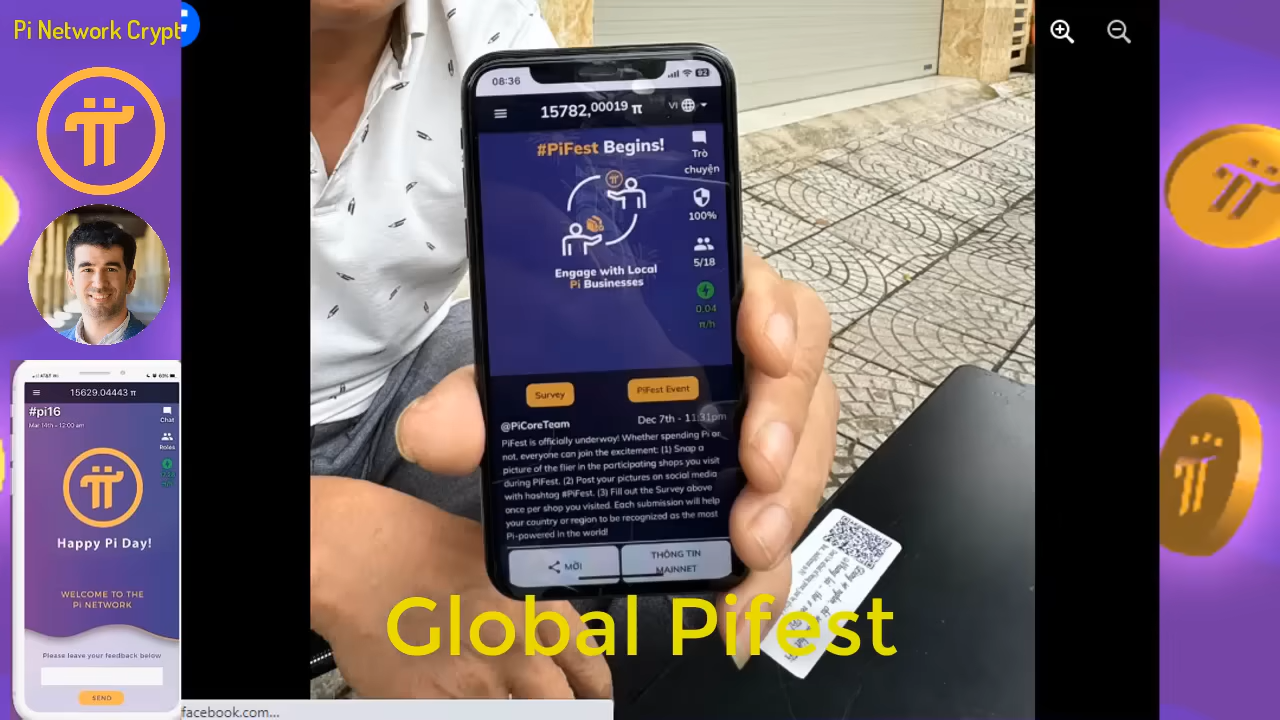 Pi Network Crypt
15629.04443 π
#pi16
Mar 14th - 12:00 am
Chat
Roles
Happy Pi Day!
WELCOME TO THE
Pi NETWORK
Please leave your feedback below
SEND
08:36
92
15782,00019 π
VI
#PiFest Begins!
Trò
chuyện
100%
5/18
0.04
π/h
Engage with Local
Pi Businesses
Survey
PiFest Event
@PiCoreTeam
Dec 7th - 11:31pm
PiFest is officially underway! Whether spending Pi or
not, everyone can join the excitement: (1) Snap a
picture of the flier in the participating shops you visit
during PiFest. (2) Post your pictures on social media
with hashtag #PiFest. (3) Fill out the Survey above
once per shop you visited. Each submission will help
your country or region to be recognized as the most
Pi-powered in the world!
MỜI
THÔNG TIN
MAINNET
Global Pifest
facebook.com...